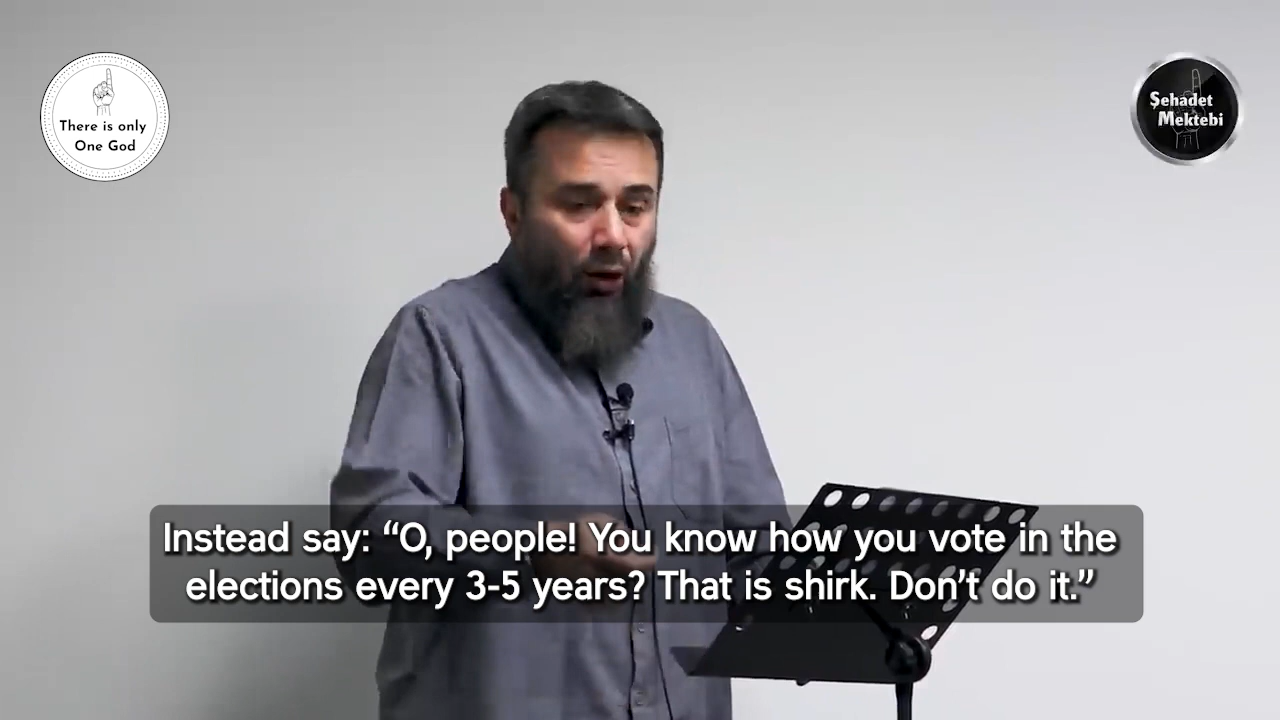 There is only
One God
Şehadet
Mektebi
Instead say: “O, people! You know how you vote in the
elections every 3-5 years? That is shirk. Don’t do it.”